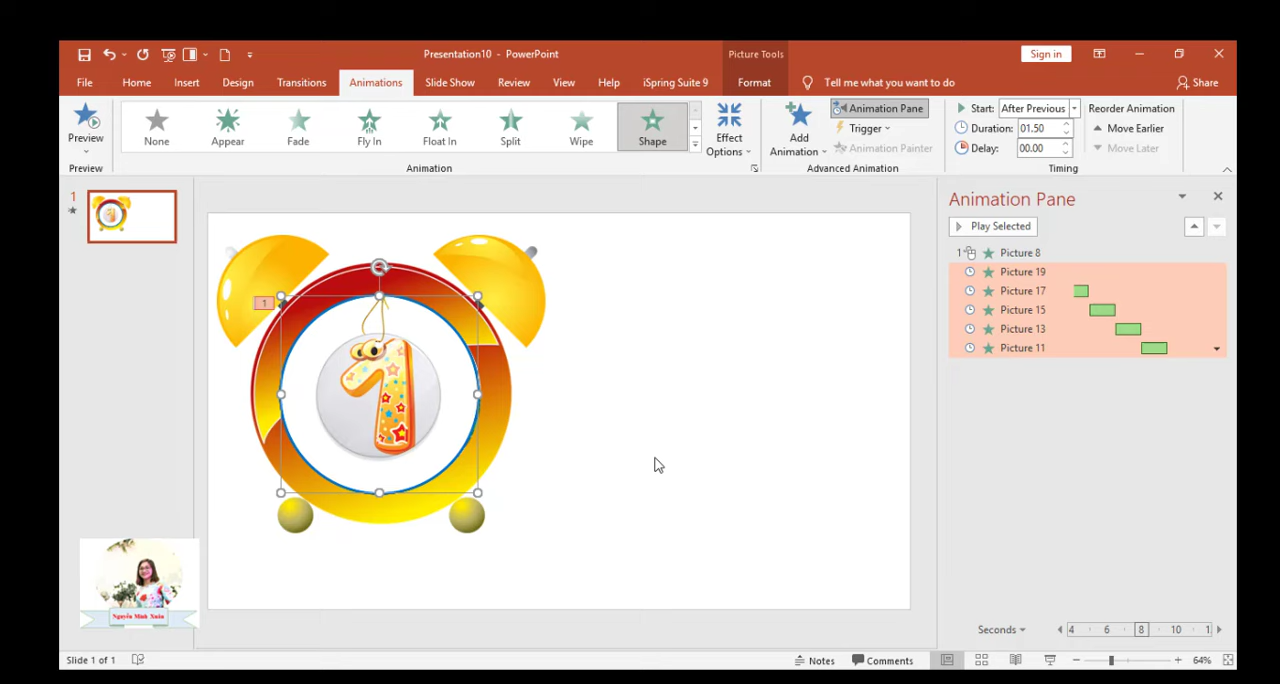 Presentation10 - PowerPoint
Picture Tools
Sign in
File
Home
Insert
Design
Transitions
Animations
Slide Show
Review
View
Help
iSpring Suite 9
Format
Tell me what you want to do
Share
Preview
Preview
None
Appear
Fade
Fly In
Float In
Split
Wipe
Shape
Animation
Effect
Options
Add
Animation
Animation Pane
Trigger
Animation Painter
Advanced Animation
Start: After Previous
Duration: 01.50
Delay: 00.00
Timing
Reorder Animation
Move Earlier
Move Later
1
1
1
Animation Pane
Play Selected
1 Picture 8
Picture 19
Picture 17
Picture 15
Picture 13
Picture 11
Seconds
4 6 8 10 1
Nguyễn Minh Xuân
Slide 1 of 1
Notes
Comments
64%